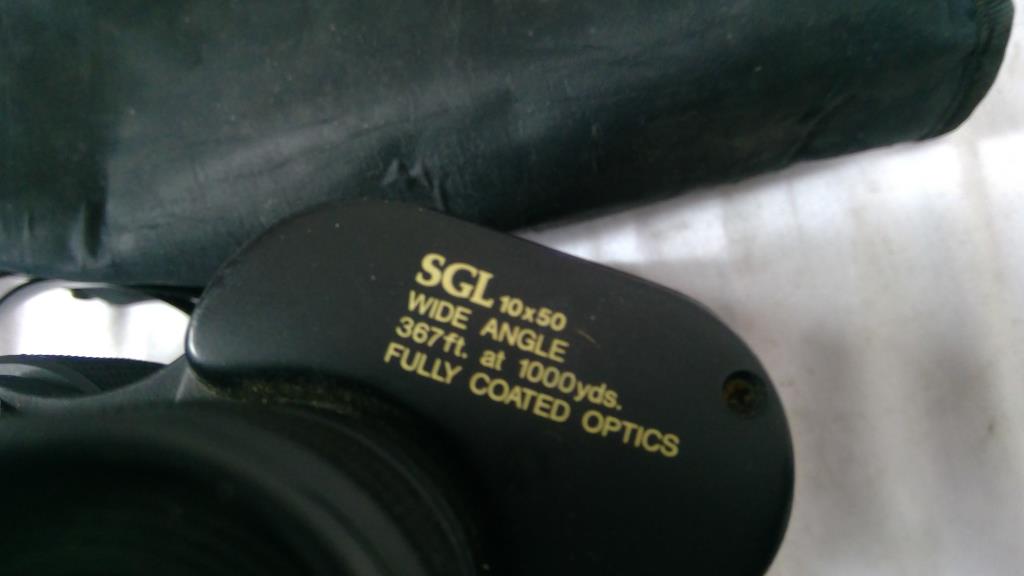 SGL 10x50
WIDE ANGLE
367ft. at 1000yds.
FULLY COATED OPTICS